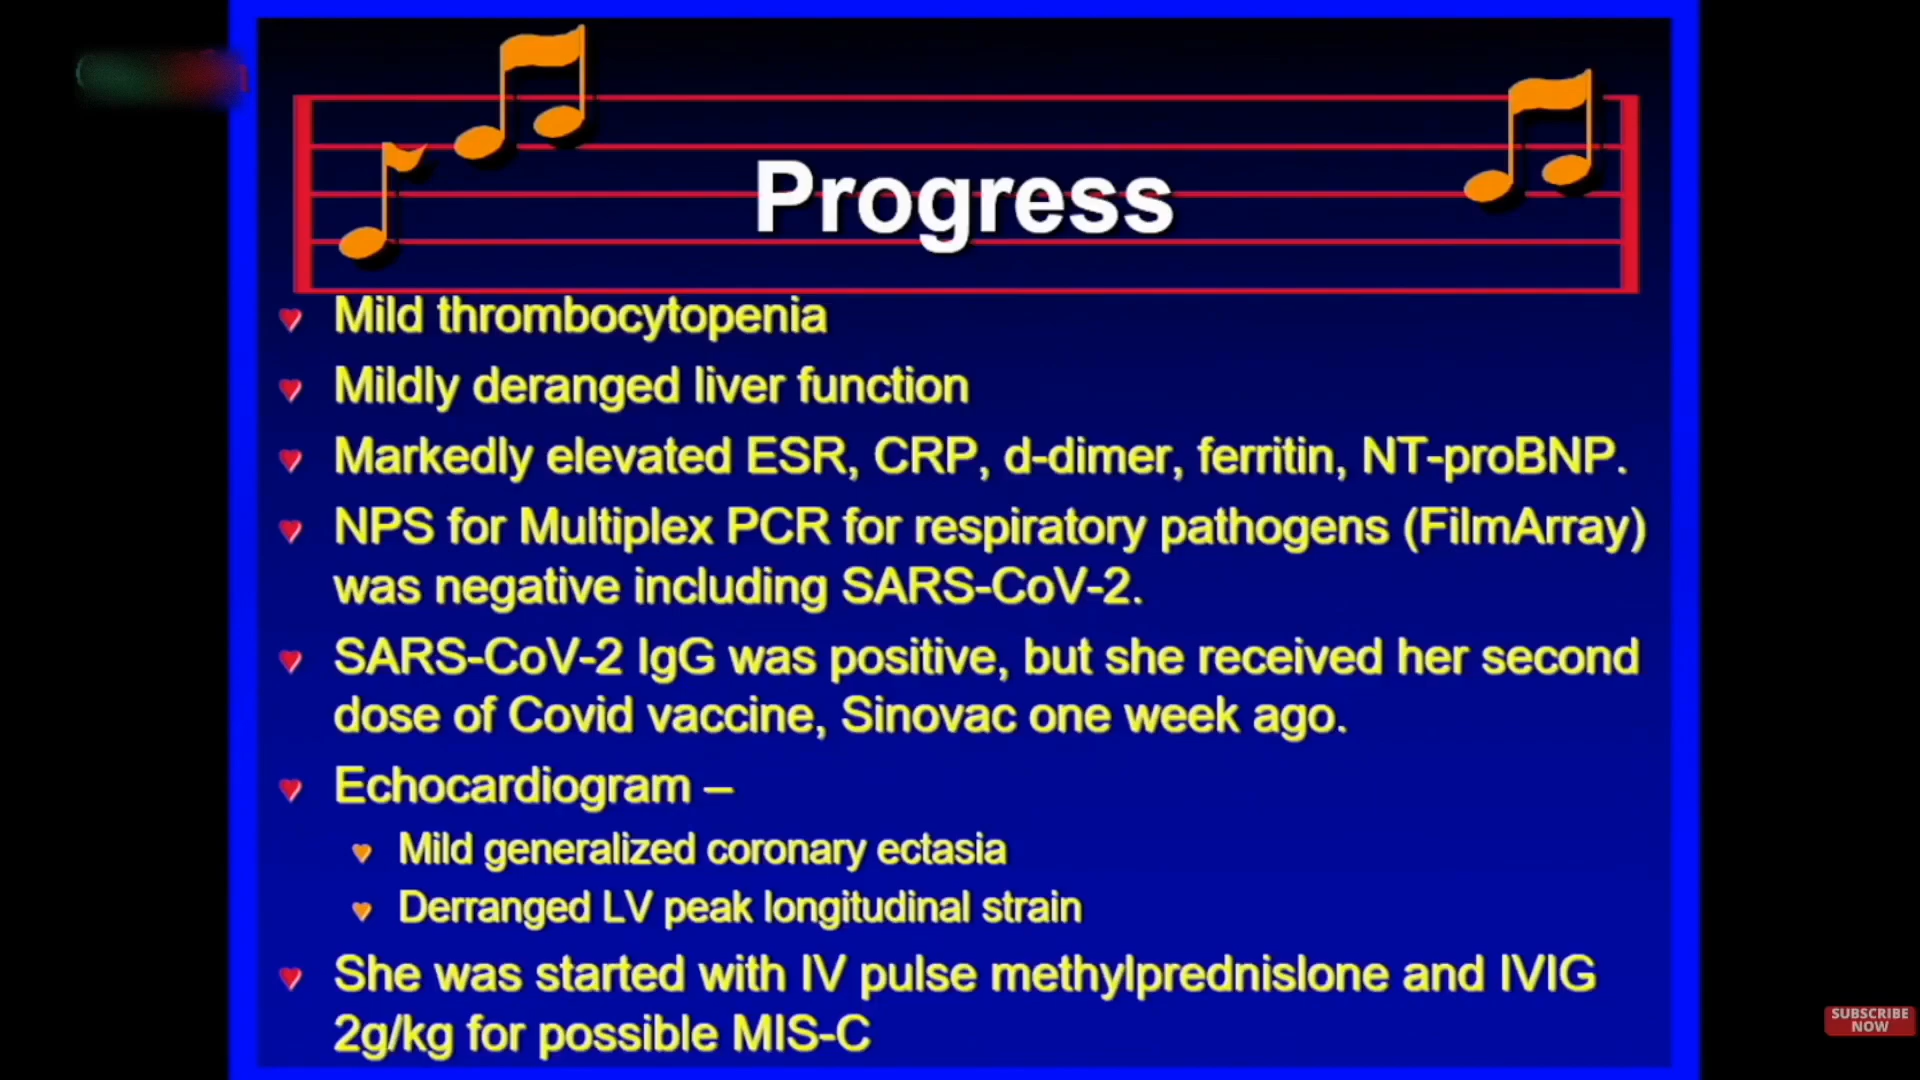 Progress
Mild thrombocytopenia
Mildly deranged liver function
Markedly elevated ESR, CRP, d-dimer, ferritin, NT-proBNP.
NPS for Multiplex PCR for respiratory pathogens (FilmArray)
was negative including SARS-CoV-2.
SARS-CoV-2 IgG was positive, but she received her second
dose of Covid vaccine, Sinovac one week ago.
Echocardiogram –
Mild generalized coronary ectasia
Derranged LV peak longitudinal strain
She was started with IV pulse methylprednislone and IVIG
2g/kg for possible MIS-C
SUBSCRIBE
NOW